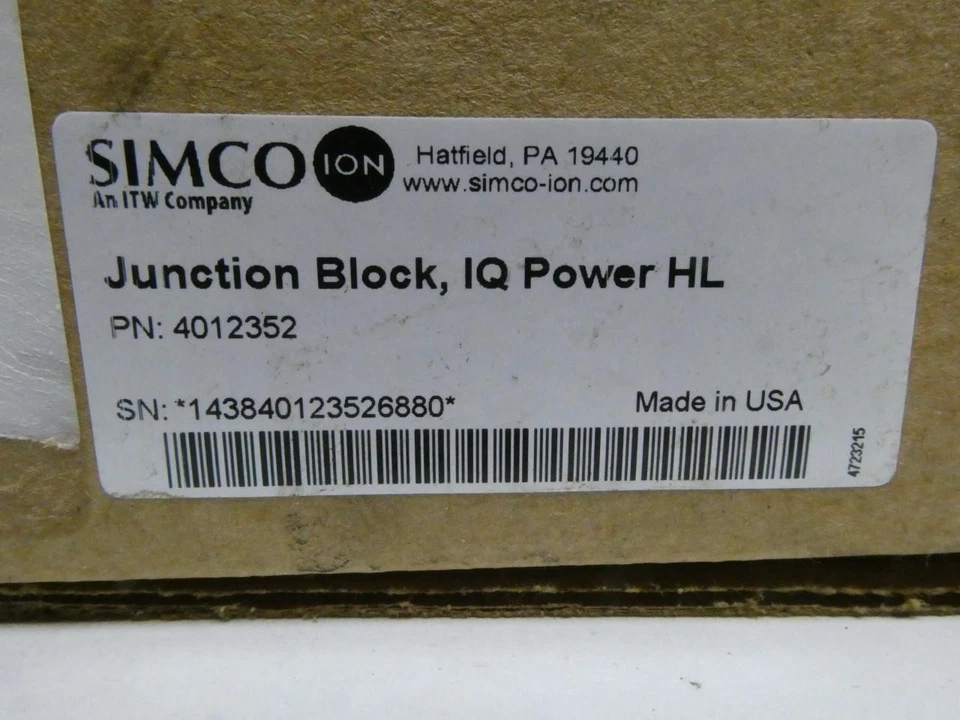 SIMCO ION Hatfield, PA 19440
An ITW Company www.simco-ion.com
Junction Block, IQ Power HL
PN: 4012352
SN: *143840123526880* Made in USA
4723215